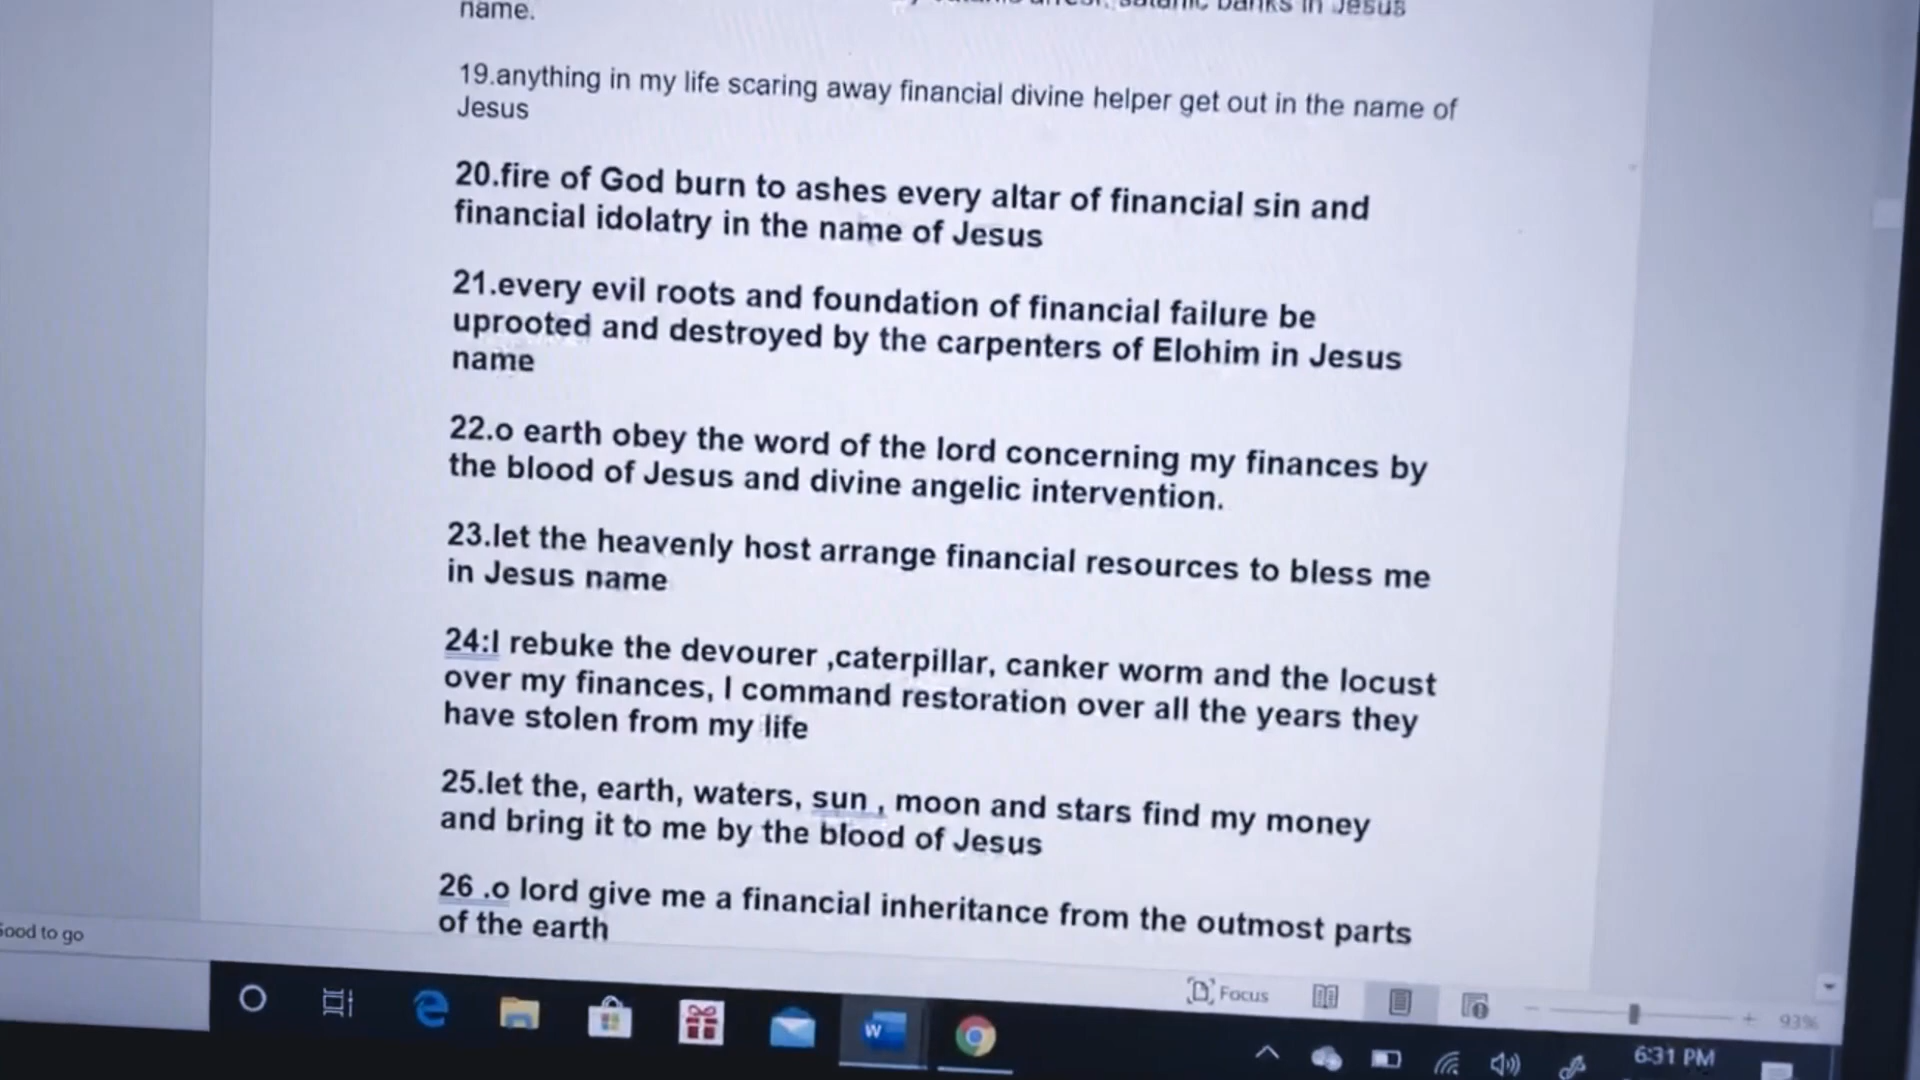 banks in Jesus
name.
19.anything in my life scaring away financial divine helper get out in the name of
Jesus
20.fire of God burn to ashes every altar of financial sin and
financial idolatry in the name of Jesus
21.every evil roots and foundation of financial failure be
uprooted and destroyed by the carpenters of Elohim in Jesus
name
22.o earth obey the word of the lord concerning my finances by
the blood of Jesus and divine angelic intervention.
23.let the heavenly host arrange financial resources to bless me
in Jesus name
24:I rebuke the devourer ,caterpillar, canker worm and the locust
over my finances, I command restoration over all the years they
have stolen from my life
25.let the, earth, waters, sun , moon and stars find my money
and bring it to me by the blood of Jesus
26 .o lord give me a financial inheritance from the outmost parts
of the earth
Good to go
Focus
93%
W
6:31 PM